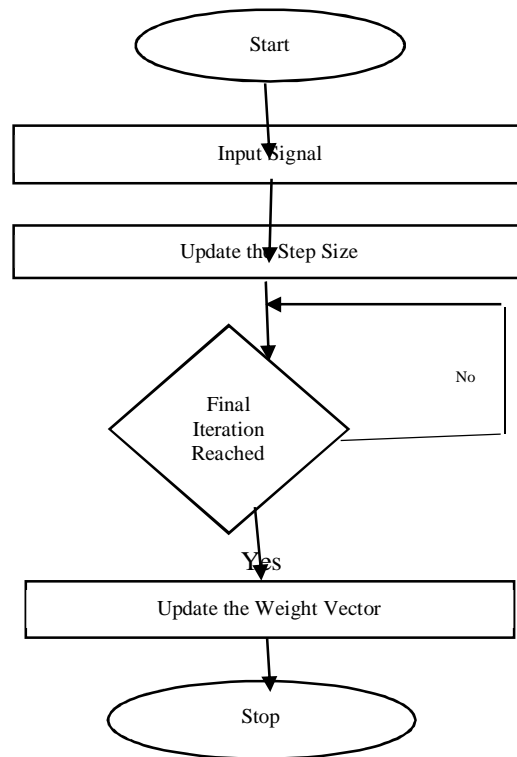 Start
Input Signal
Update the Step Size
No
Final
Iteration
Reached
Yes
Update the Weight Vector
Stop